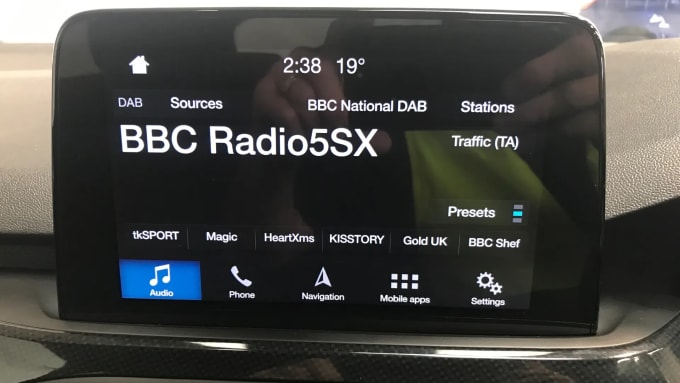 2:38 19°
DAB Sources BBC National DAB Stations
BBC Radio5SX Traffic (TA)
Presets
tkSPORT Magic HeartXms KISSTORY Gold UK BBC Shef
Audio Phone Navigation Mobile apps Settings